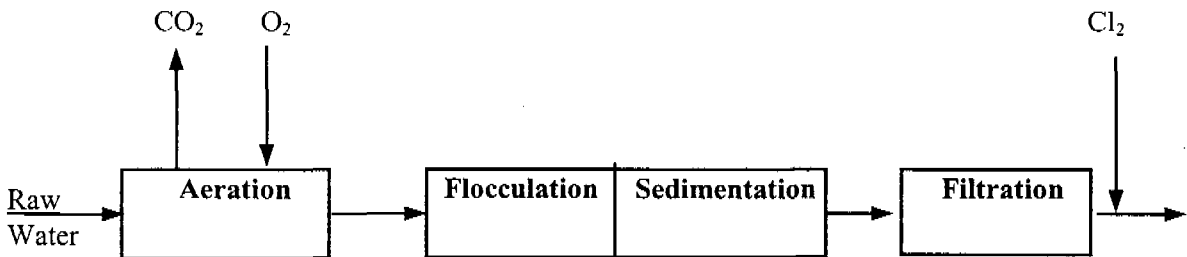 CO₂ O₂ Cl₂
Aeration Flocculation Sedimentation Filtration
Raw
Water